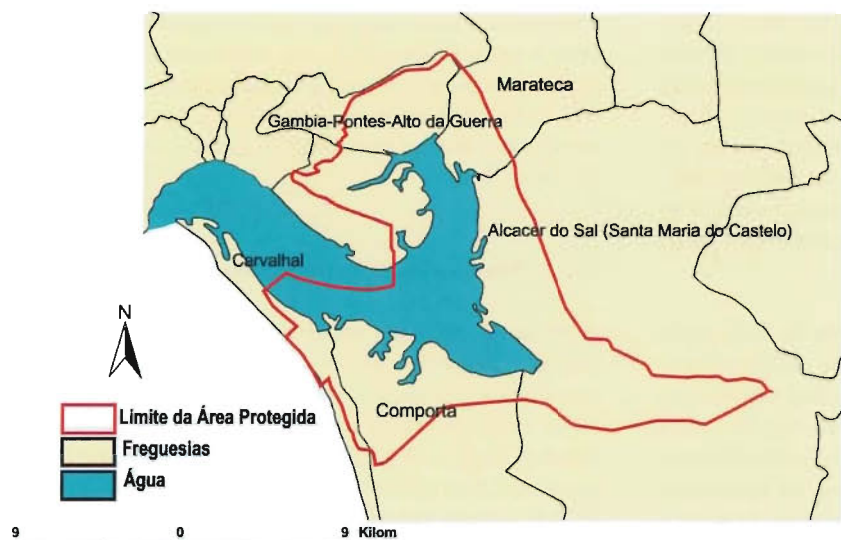 Marateca
Gambia-Pontes-Alto da Guerra
Alcacer do Sal (Santa Maria do Castelo)
Carvalhal
N
Comporta
Limite da Área Protegida
Freguesias
Água
9 0 9 Kilom